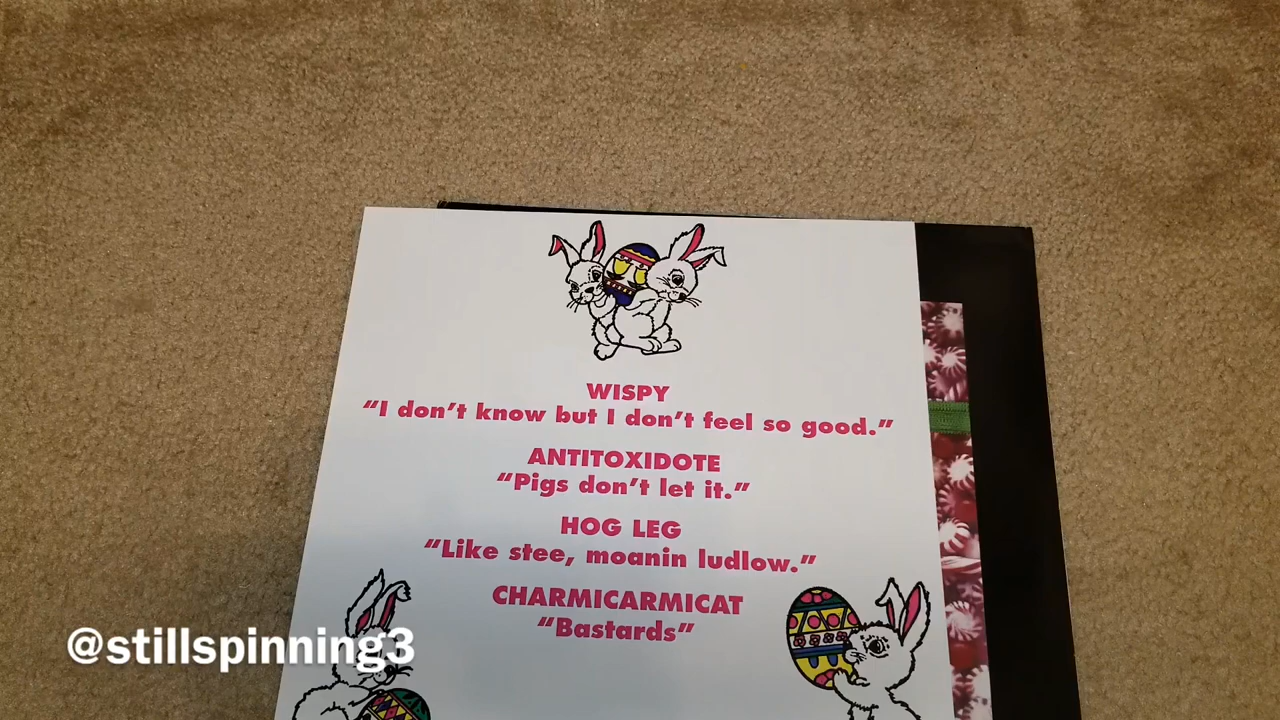 WISPY
“I don’t know but I don’t feel so good.”
ANTITOXIDOTE
“Pigs don’t let it.”
HOG LEG
“Like stee, moanin ludlow.”
CHARMICARMICAT
“Bastards”
@stillspinning3